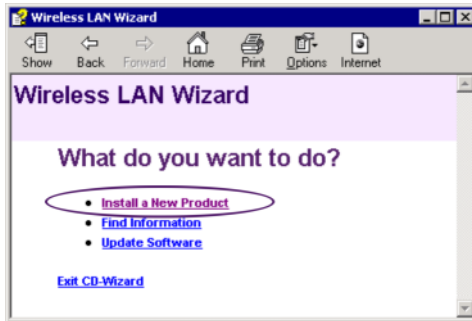 Wireless LAN Wizard
Show Back Forward Home Print Options Internet
Wireless LAN Wizard
What do you want to do?
Install a New Product
Find Information
Update Software
Exit CD-Wizard